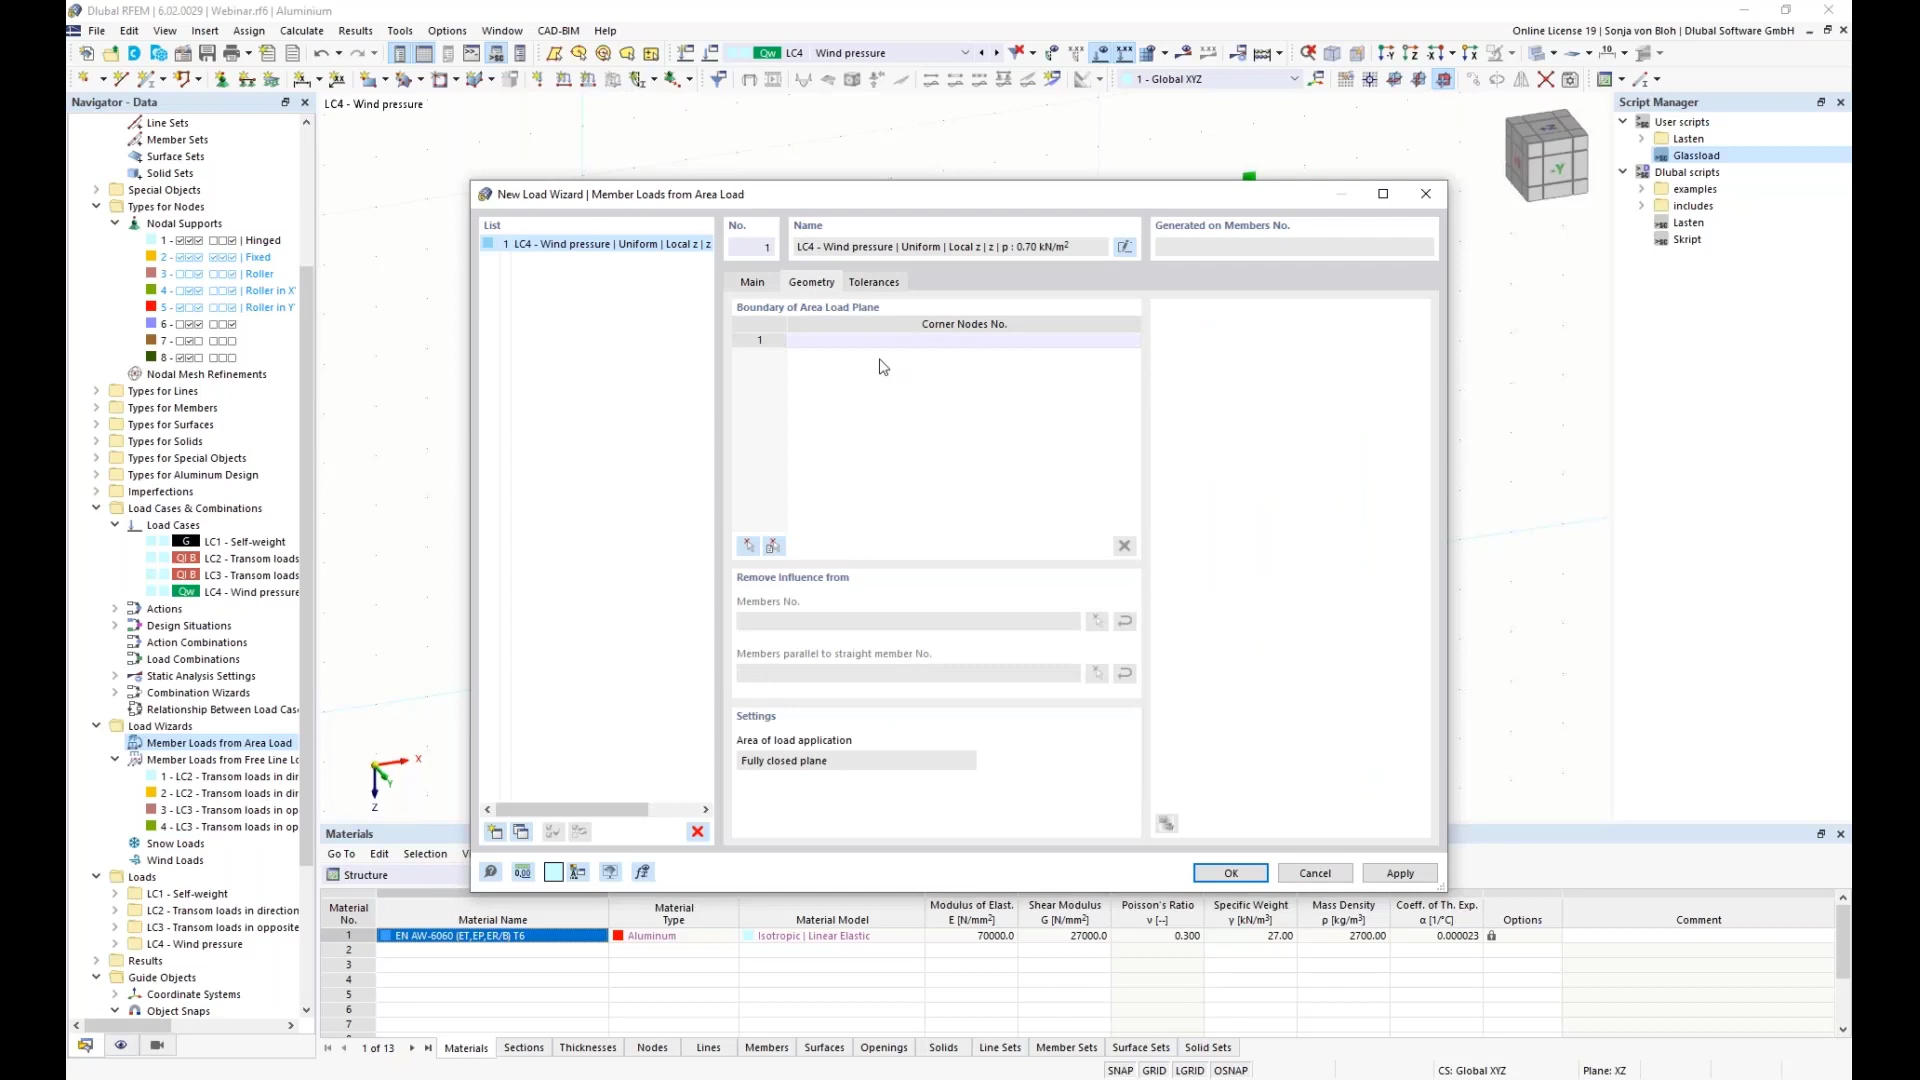 Dlubal RFEM | 6.02.0029 | Webinar.rf6 | Aluminium
File Edit View Insert Assign Calculate Results Tools Options Window CAD-BIM Help
Online License 19 | Sonja von Bloh | Dlubal Software GmbH
Qw LC4 Wind pressure
1 - Global XYZ
Navigator - Data
Line Sets
Member Sets
Surface Sets
Solid Sets
Special Objects
Types for Nodes
Nodal Supports
1 - | Hinged
2 - | Fixed
3 - | Roller
4 - | Roller in X'
5 - | Roller in Y'
6 -
7 -
8 -
Nodal Mesh Refinements
Types for Lines
Types for Members
Types for Surfaces
Types for Solids
Types for Special Objects
Types for Aluminum Design
Imperfections
Load Cases & Combinations
Load Cases
G LC1 - Self-weight
QI B LC2 - Transom loads
QI B LC3 - Transom loads
Qw LC4 - Wind pressure
Actions
Design Situations
Action Combinations
Load Combinations
Static Analysis Settings
Combination Wizards
Relationship Between Load Cas
Load Wizards
Member Loads from Area Load
Member Loads from Free Line Lo
1 - LC2 - Transom loads in dir
2 - LC2 - Transom loads in dir
3 - LC3 - Transom loads in op
4 - LC3 - Transom loads in op
Snow Loads
Wind Loads
Loads
LC1 - Self-weight
LC2 - Transom loads in direction
LC3 - Transom loads in opposite
LC4 - Wind pressure
Results
Guide Objects
Coordinate Systems
Object Snaps
LC4 - Wind pressure
X
Y
Z
+Z
-Y
New Load Wizard | Member Loads from Area Load
List
1 LC4 - Wind pressure | Uniform | Local z | z
No.
1
Name
LC4 - Wind pressure | Uniform | Local z | z | p : 0.70 kN/m²
Generated on Members No.
Main Geometry Tolerances
Boundary of Area Load Plane
Corner Nodes No.
1
Remove Influence from
Members No.
Members parallel to straight member No.
Settings
Area of load application
Fully closed plane
OK Cancel Apply
Script Manager
User scripts
Lasten
Glassload
Dlubal scripts
examples
includes
Lasten
Skript
Materials
Go To Edit Selection Vi
Structure
Material No. Material Name Material Type Material Model Modulus of Elast. E [N/mm²] Shear Modulus G [N/mm²] Poisson's Ratio ν [--] Specific Weight γ [kN/m³] Mass Density ρ [kg/m³] Coeff. of Th. Exp. α [1/°C] Options Comment
1 EN AW-6060 (ET,EP,ER/B) T6 Aluminum Isotropic | Linear Elastic 70000.0 27000.0 0.300 27.00 2700.00 0.000023
2
3
4
5
6
7
1 of 13 Materials Sections Thicknesses Nodes Lines Members Surfaces Openings Solids Line Sets Member Sets Surface Sets Solid Sets
SNAP GRID LGRID OSNAP CS: Global XYZ Plane: XZ